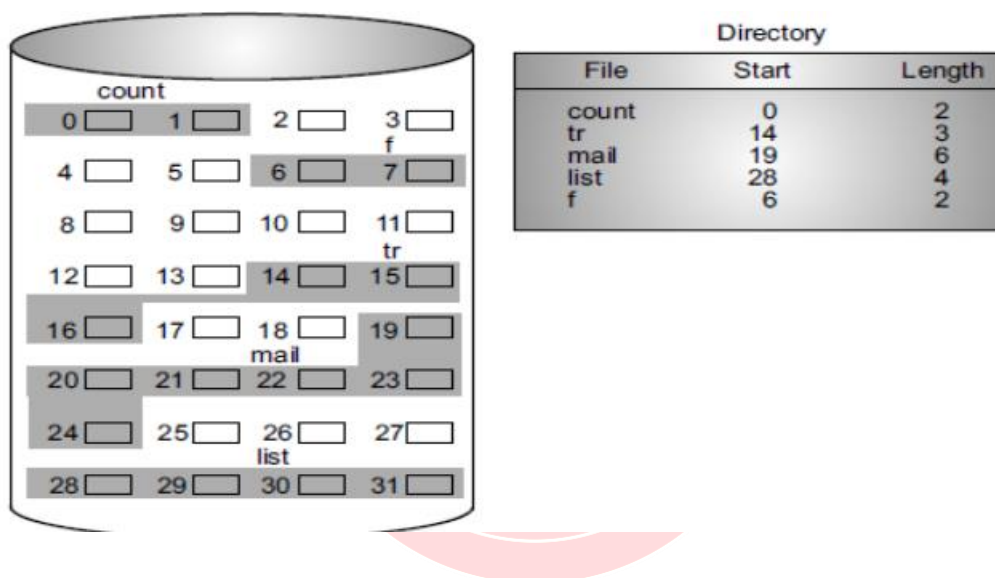 count
0 1 2 3
f
4 5 6 7
8 9 10 11
tr
12 13 14 15
16 17 18 19
mail
20 21 22 23
24 25 26 27
list
28 29 30 31
Directory
File Start Length
count 0 2
tr 14 3
mail 19 6
list 28 4
f 6 2